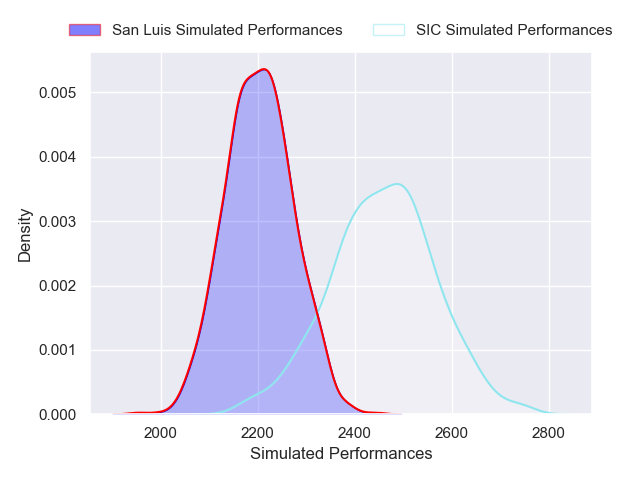 San Luis Simulated Performances SIC Simulated Performances
0.005
0.004
0.003
0.002
0.001
0.000
Density
2000 2200 2400 2600 2800
Simulated Performances